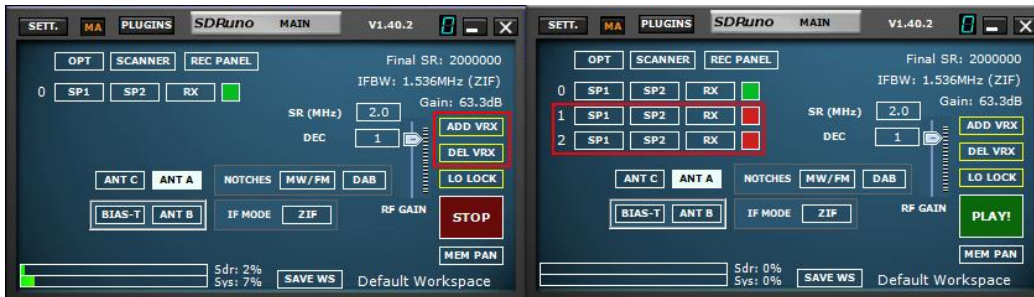 SETT. MA PLUGINS SDRuno MAIN V1.40.2
OPT SCANNER REC PANEL Final SR: 2000000
IFBW: 1.536MHz (ZIF)
0 SP1 SP2 RX
Gain: 63.3dB
SR (MHz) 2.0
ADD VRX
DEC 1
DEL VRX
ANT C ANT A NOTCHES MW/FM DAB LO LOCK
BIAS-T ANT B IF MODE ZIF RF GAIN STOP
MEM PAN
Sdr: 2%
Sys: 7% SAVE WS Default Workspace
SETT. MA PLUGINS SDRuno MAIN V1.40.2
OPT SCANNER REC PANEL Final SR: 2000000
IFBW: 1.536MHz (ZIF)
0 SP1 SP2 RX
Gain: 63.3dB
1 SP1 SP2 RX SR (MHz) 2.0
ADD VRX
2 SP1 SP2 RX DEC 1
DEL VRX
ANT C ANT A NOTCHES MW/FM DAB LO LOCK
BIAS-T ANT B IF MODE ZIF RF GAIN PLAY!
MEM PAN
Sdr: 0%
Sys: 0% SAVE WS Default Workspace